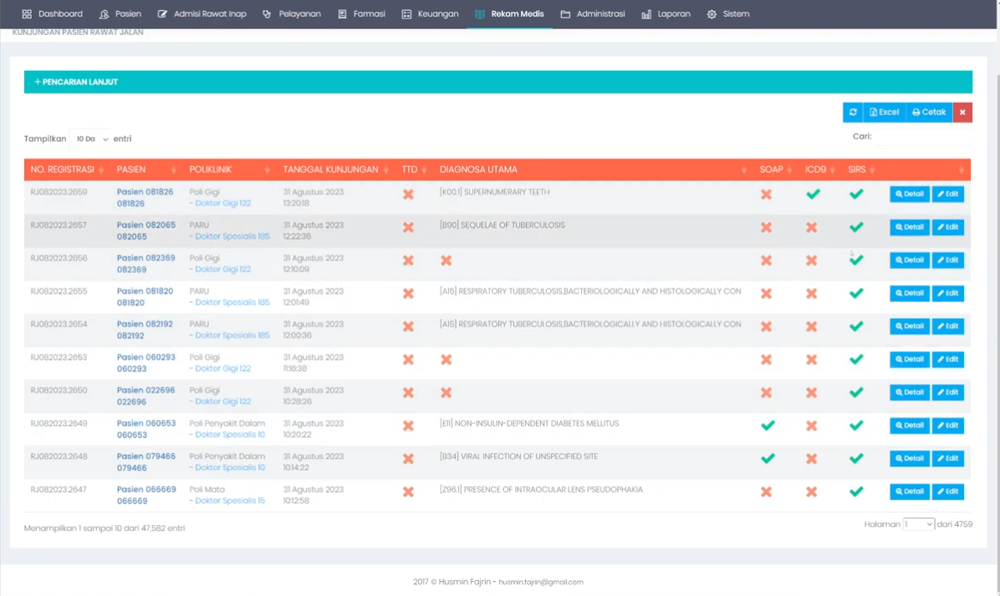 Dashboard Pasien Admisi Rawat Inap Pelayanan Farmasi Keuangan Rekam Medis Administrasi Laporan Sistem
KUNJUNGAN PASIEN RAWAT JALAN
+ PENCARIAN LANJUT
Excel Cetak
Tampilkan 10 Da entri
Cari:
NO. REGISTRASI PASIEN POLIKLINIK TANGGAL KUNJUNGAN TTD DIAGNOSA UTAMA SOAP ICD9 SIRS
RJ082023.2659 Pasien 081826 Poli Gigi 31 Agustus 2023 [K00.1] SUPERNUMERARY TEETH Detail Edit
081826 - Dokter Gigi 122 13:20:18
RJ082023.2657 Pasien 082065 PARU 31 Agustus 2023 [B90] SEQUELAE OF TUBERCULOSIS Detail Edit
082065 - Dokter Spesialis 185 12:22:36
RJ082023.2656 Pasien 082369 Poli Gigi 31 Agustus 2023 Detail Edit
082369 - Dokter Gigi 122 12:10:09
RJ082023.2655 Pasien 081820 PARU 31 Agustus 2023 [A15] RESPIRATORY TUBERCULOSIS,BACTERIOLOGICALLY AND HISTOLOGICALLY CON Detail Edit
081820 - Dokter Spesialis 185 12:01:49
RJ082023.2654 Pasien 082192 PARU 31 Agustus 2023 [A15] RESPIRATORY TUBERCULOSIS,BACTERIOLOGICALLY AND HISTOLOGICALLY CON Detail Edit
082192 - Dokter Spesialis 185 12:00:36
RJ082023.2653 Pasien 060293 Poli Gigi 31 Agustus 2023 Detail Edit
060293 - Dokter Gigi 122 11:16:38
RJ082023.2650 Pasien 022696 Poli Gigi 31 Agustus 2023 Detail Edit
022696 - Dokter Gigi 122 10:28:26
RJ082023.2649 Pasien 060653 Poli Penyakit Dalam 31 Agustus 2023 [E11] NON-INSULIN-DEPENDENT DIABETES MELLITUS Detail Edit
060653 - Dokter Spesialis 10 10:20:22
RJ082023.2648 Pasien 079466 Poli Penyakit Dalam 31 Agustus 2023 [B34] VIRAL INFECTION OF UNSPECIFIED SITE Detail Edit
079466 - Dokter Spesialis 10 10:14:22
RJ082023.2647 Pasien 066669 Poli Mata 31 Agustus 2023 [Z96.1] PRESENCE OF INTRAOCULAR LENS PSEUDOPHAKIA Detail Edit
066669 - Dokter Spesialis 15 10:12:58
Menampilkan 1 sampai 10 dari 47,582 entri
Halaman 1 dari 4759
2017 © Husmin Fajrin - husmin.fajrin@gmail.com